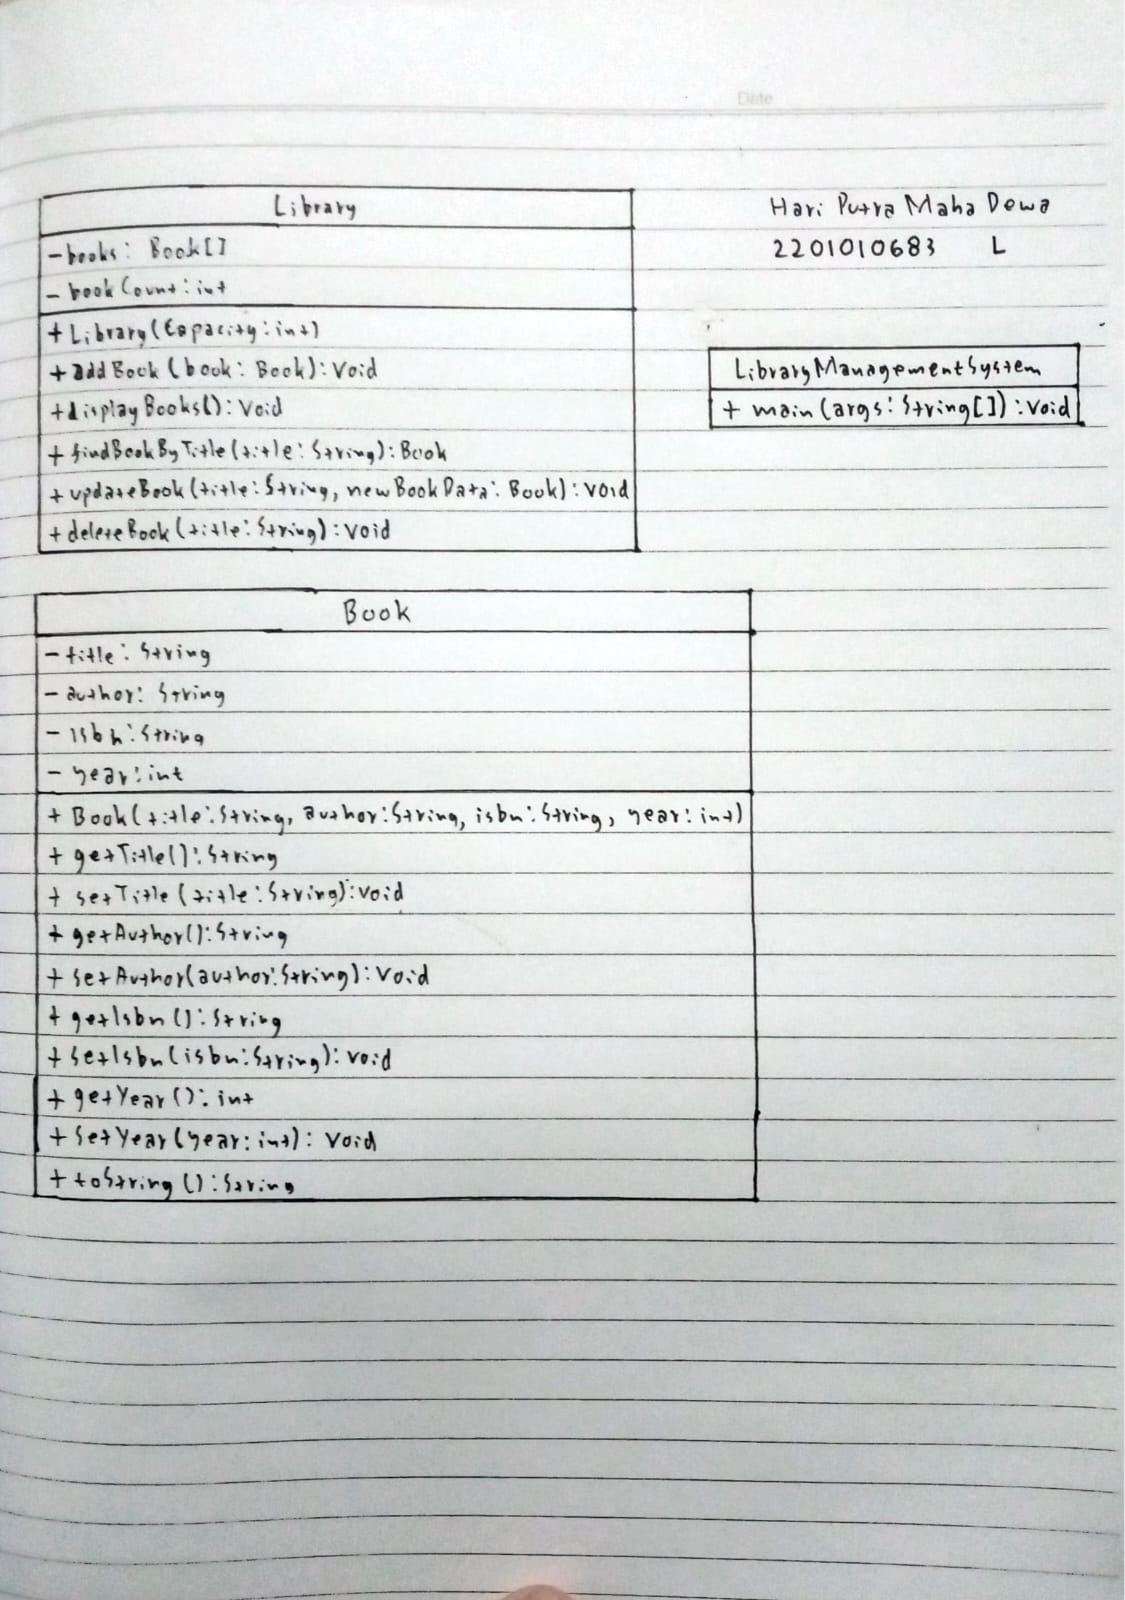 Date
Hari Putra Maha Dewa
2201010683 L
Library
- books: Book[]
- bookCount: int
+ Library(Capacity: int)
+ addBook(book: Book): Void
+ displayBooks(): Void
+ findBookByTitle(title: String): Book
+ updateBook(title: String, newBookData: Book): Void
+ deleteBook(title: String): Void
LibraryManagementSystem
+ main(args: String[]): Void
Book
- title: String
- author: String
- isbn: String
- year: int
+ Book(title: String, author: String, isbn: String, year: int)
+ getTitle(): String
+ setTitle(title: String): Void
+ getAuthor(): String
+ setAuthor(author: String): Void
+ getIsbn(): String
+ setIsbn(isbn: String): Void
+ getYear(): int
+ setYear(year: int): Void
+ toString(): String